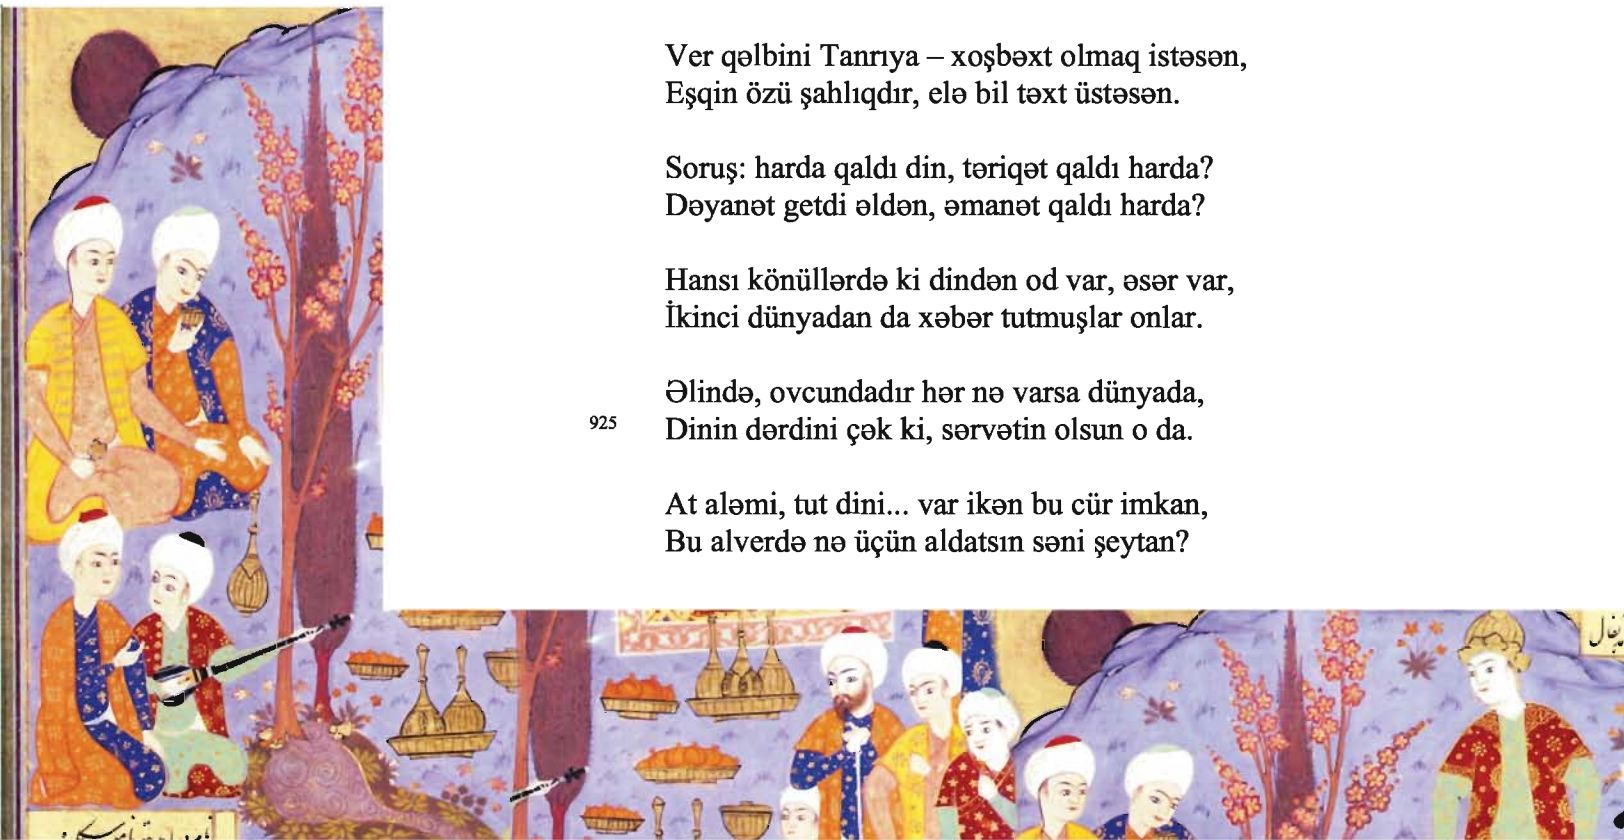 Ver qəlbini Tanrıya – xoşbəxt olmaq istəsən,
Eşqin özü şahlıqdır, elə bil təxt üstəsən.
Soruş: harda qaldı din, təriqət qaldı harda?
Dəyanət getdi əldən, əmanət qaldı harda?
Hansı könüllərdə ki dindən od var, əsər var,
İkinci dünyadan da xəbər tutmuşlar onlar.
Əlində, ovcundadır hər nə varsa dünyada,
925 Dinin dərdini çək ki, sərvətin olsun o da.
At aləmi, tut dini... var ikən bu cür imkan,
Bu alverdə nə üçün aldatsın səni şeytan?